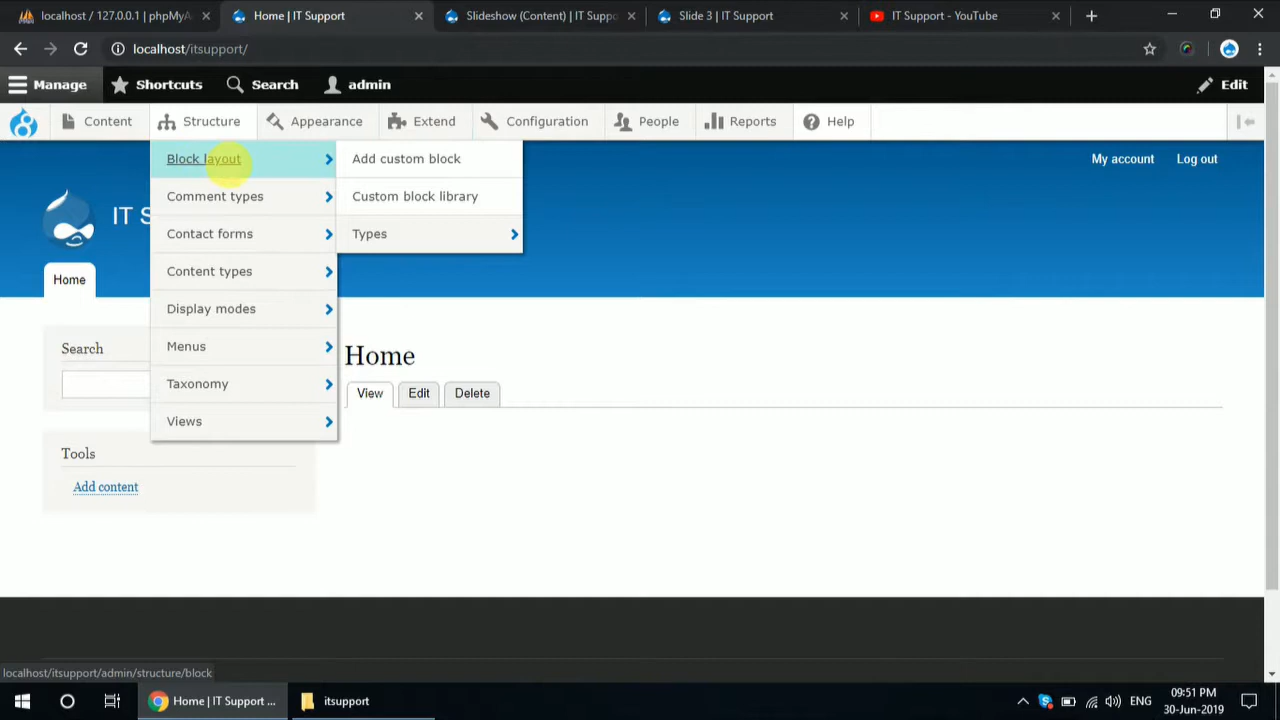 localhost / 127.0.0.1 | phpMyA
Home | IT Support
Slideshow (Content) | IT Suppo
Slide 3 | IT Support
IT Support - YouTube
localhost/itsupport/
Manage
Shortcuts
Search
admin
Edit
Content
Structure
Appearance
Extend
Configuration
People
Reports
Help
Block layout
Add custom block
My account
Log out
Comment types
Custom block library
IT S
Contact forms
Types
Content types
Home
Display modes
Menus
Search
Home
Taxonomy
View
Edit
Delete
Views
Tools
Add content
localhost/itsupport/admin/structure/block
Home | IT Support ...
itsupport
ENG
09:51 PM
30-Jun-2019